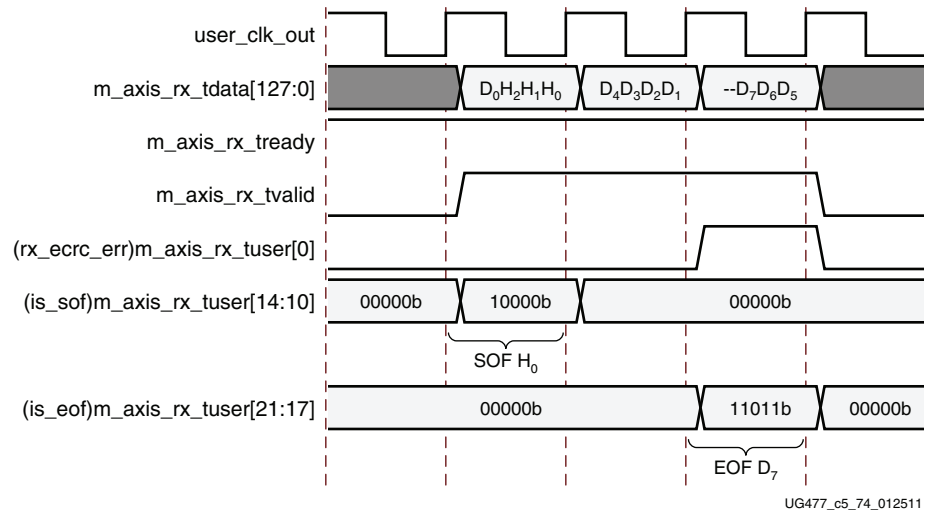 user_clk_out
m_axis_rx_tdata[127:0] D₀H₂H₁H₀ D₄D₃D₂D₁ --D₇D₆D₅
m_axis_rx_tready
m_axis_rx_tvalid
(rx_ecrc_err)m_axis_rx_tuser[0]
(is_sof)m_axis_rx_tuser[14:10] 00000b 10000b 00000b
SOF H₀
(is_eof)m_axis_rx_tuser[21:17] 00000b 11011b 00000b
EOF D₇
UG477_c5_74_012511